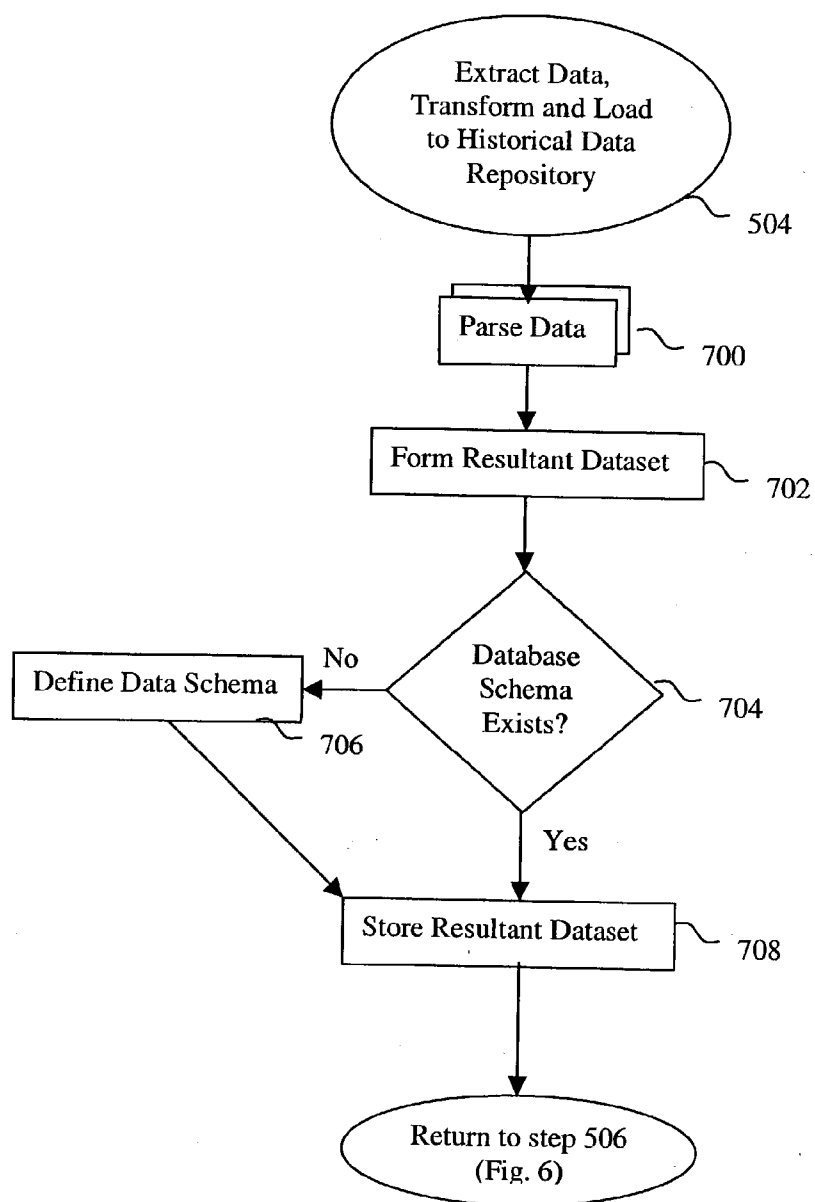 Extract Data,
Transform and Load
to Historical Data
Repository
504
Parse Data
700
Form Resultant Dataset
702
Database
Schema
Exists?
704
No
Define Data Schema
706
Yes
Store Resultant Dataset
708
Return to step 506
(Fig. 6)